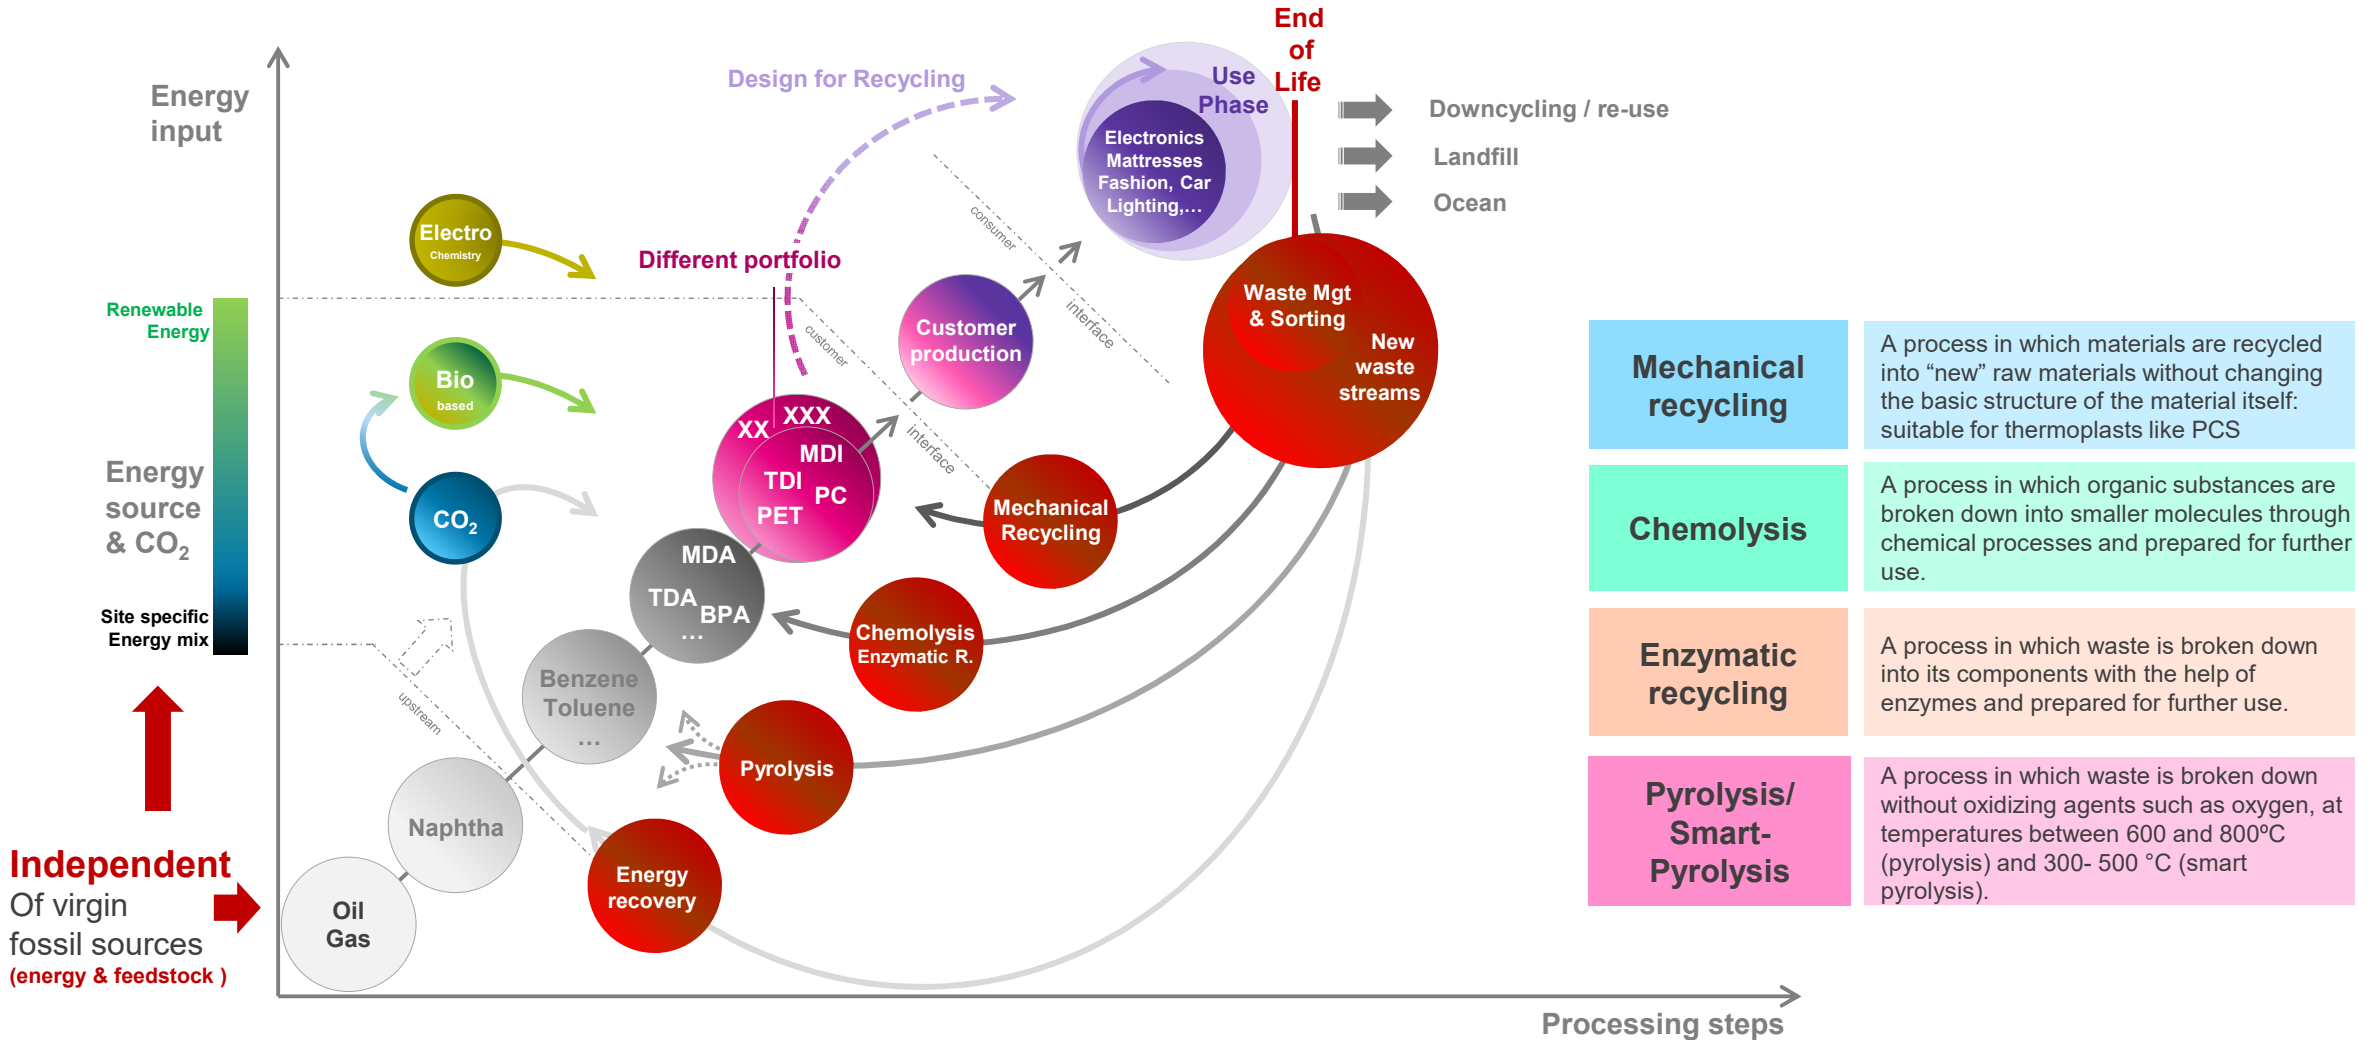 Energy
input
Renewable
Energy
Energy
source
& CO₂
Site specific
Energy mix
Independent
Of virgin
fossil sources
(energy & feedstock )
Electro
Chemistry
Bio
based
CO₂
upstream
Oil
Gas
Naphtha
Benzene
Toluene
...
MDA
TDA
BPA
...
Different portfolio
XX
XXX
MDI
TDI
PC
PET
Design for Recycling
customer
interface
Customer
production
consumer
interface
Use
Phase
Electronics
Mattresses
Fashion, Car
Lighting,...
End
of
Life
Downcycling / re-use
Landfill
Ocean
Waste Mgt
& Sorting
New
waste
streams
Mechanical
Recycling
Chemolysis
Enzymatic R.
Pyrolysis
Energy
recovery
Processing steps
Mechanical
recycling
A process in which materials are recycled
into “new” raw materials without changing
the basic structure of the material itself:
suitable for thermoplasts like PCS
Chemolysis
A process in which organic substances are
broken down into smaller molecules through
chemical processes and prepared for further
use.
Enzymatic
recycling
A process in which waste is broken down
into its components with the help of
enzymes and prepared for further use.
Pyrolysis/
Smart-
Pyrolysis
A process in which waste is broken down
without oxidizing agents such as oxygen, at
temperatures between 600 and 800ºC
(pyrolysis) and 300- 500 °C (smart
pyrolysis).